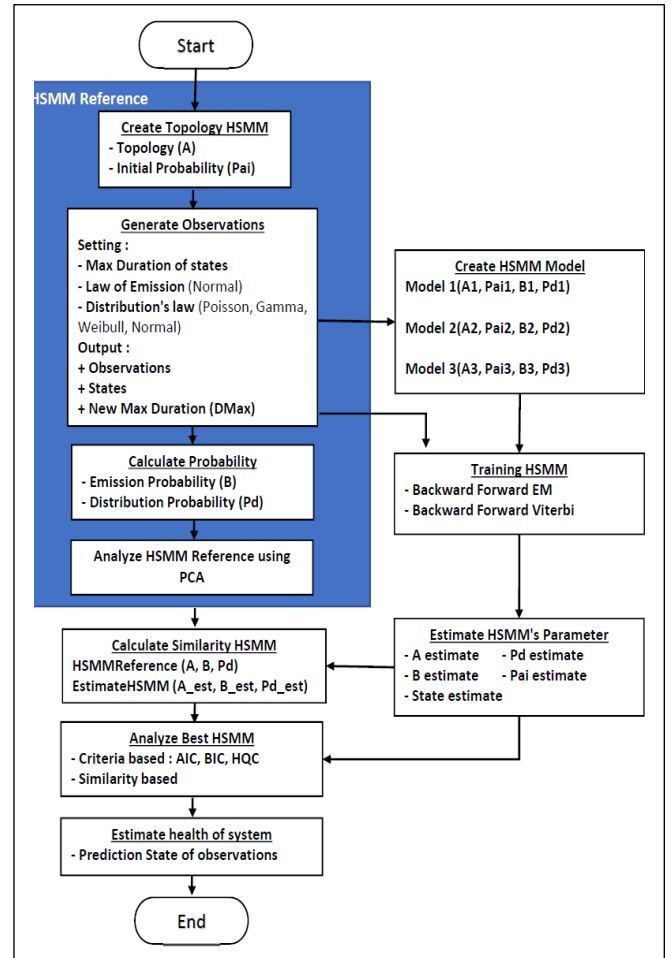 Start
HSMM Reference
Create Topology HSMM
- Topology (A)
- Initial Probability (Pai)
Generate Observations
Setting :
- Max Duration of states
- Law of Emission (Normal)
- Distribution's law (Poisson, Gamma,
Weibull, Normal)
Output :
+ Observations
+ States
+ New Max Duration (DMax)
Create HSMM Model
Model 1(A1, Pai1, B1, Pd1)
Model 2(A2, Pai2, B2, Pd2)
Model 3(A3, Pai3, B3, Pd3)
Calculate Probability
- Emission Probability (B)
- Distribution Probability (Pd)
Training HSMM
- Backward Forward EM
- Backward Forward Viterbi
Analyze HSMM Reference using
PCA
Calculate Similarity HSMM
HSMMReference (A, B, Pd)
EstimateHSMM (A_est, B_est, Pd_est)
Estimate HSMM's Parameter
- A estimate - Pd estimate
- B estimate - Pai estimate
- State estimate
Analyze Best HSMM
- Criteria based : AIC, BIC, HQC
- Similarity based
Estimate health of system
- Prediction State of observations
End